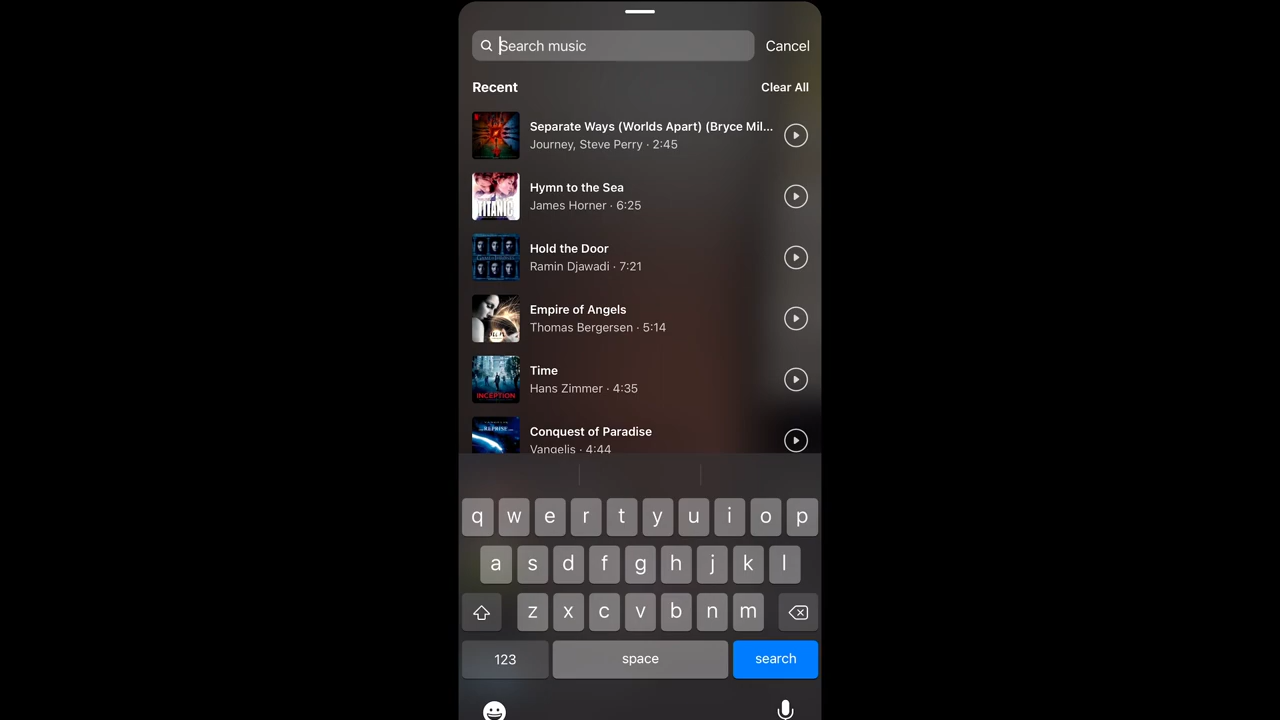 Search music
Cancel
Recent
Clear All
Separate Ways (Worlds Apart) (Bryce Mil...
Journey, Steve Perry · 2:45
TITANIC
Hymn to the Sea
James Horner · 6:25
Hold the Door
Ramin Djawadi · 7:21
Empire of Angels
Thomas Bergersen · 5:14
INCEPTION
Time
Hans Zimmer · 4:35
REPRISE
Conquest of Paradise
Vangelis · 4:44
q w e r t y u i o p
a s d f g h j k l
z x c v b n m
123
space
search